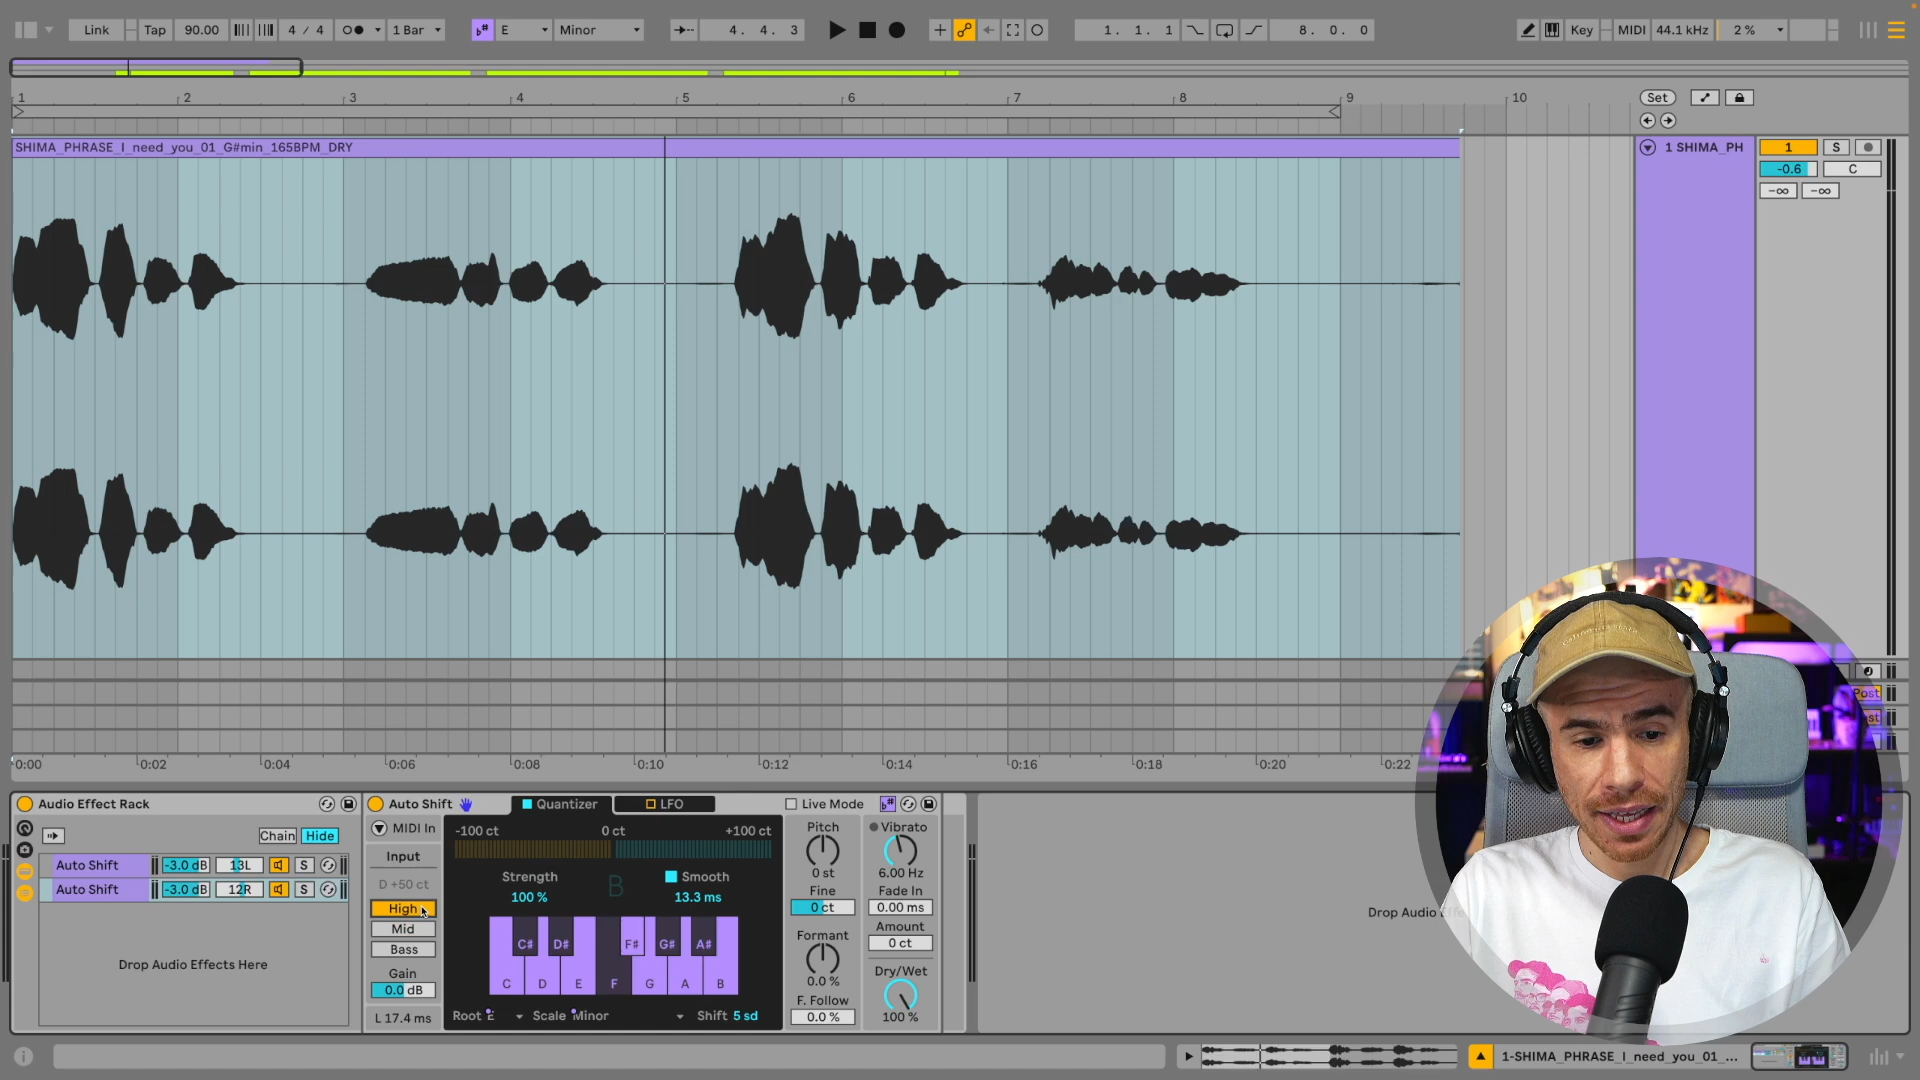 Link Tap 90.00 4 / 4 1 Bar E Minor 4. 4. 3 1. 1. 1 8. 0. 0 Key MIDI 44.1 kHz 2 %
1 2 3 4 5 6 7 8 9 10 Set
SHIMA_PHRASE_I_need_you_01_G#min_165BPM_DRY
1 SHIMA_PH 1 S
-0.6 C
-∞ -∞
Post
0:00 0:02 0:04 0:06 0:08 0:10 0:12 0:14 0:16 0:18 0:20 0:22
Audio Effect Rack
Chain Hide
Auto Shift -3.0 dB 13L S
Auto Shift -3.0 dB 12R S
Drop Audio Effects Here
Auto Shift Quantizer LFO Live Mode
MIDI In
Input
D +50 ct
High
Mid
Bass
Gain
0.0 dB
L 17.4 ms
-100 ct 0 ct +100 ct
Strength B Smooth
100 % 13.3 ms
C# D# F# G# A#
C D E F G A B
Root E Scale Minor Shift 5 sd
Pitch
0 st
Fine
0 ct
Formant
0.0 %
F. Follow
0.0 %
Vibrato
6.00 Hz
Fade In
0.00 ms
Amount
0 ct
Dry/Wet
100 %
Drop Audio
1-SHIMA_PHRASE_I_need_you_01_...